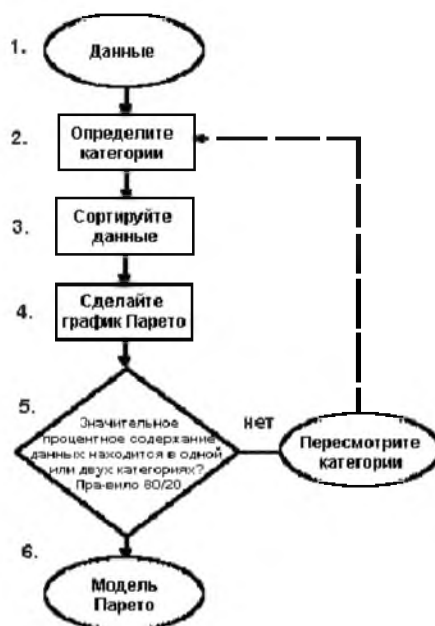 1. Данные
2. Определите
категории
3. Сортируйте
данные
4. Сделайте
график Парето
5. Значительное
процентное содержание
данных находится в одной
или двух категориях?
Пра-вило 80/20
нет
Пересмотрите
категории
6. Модель
Парето